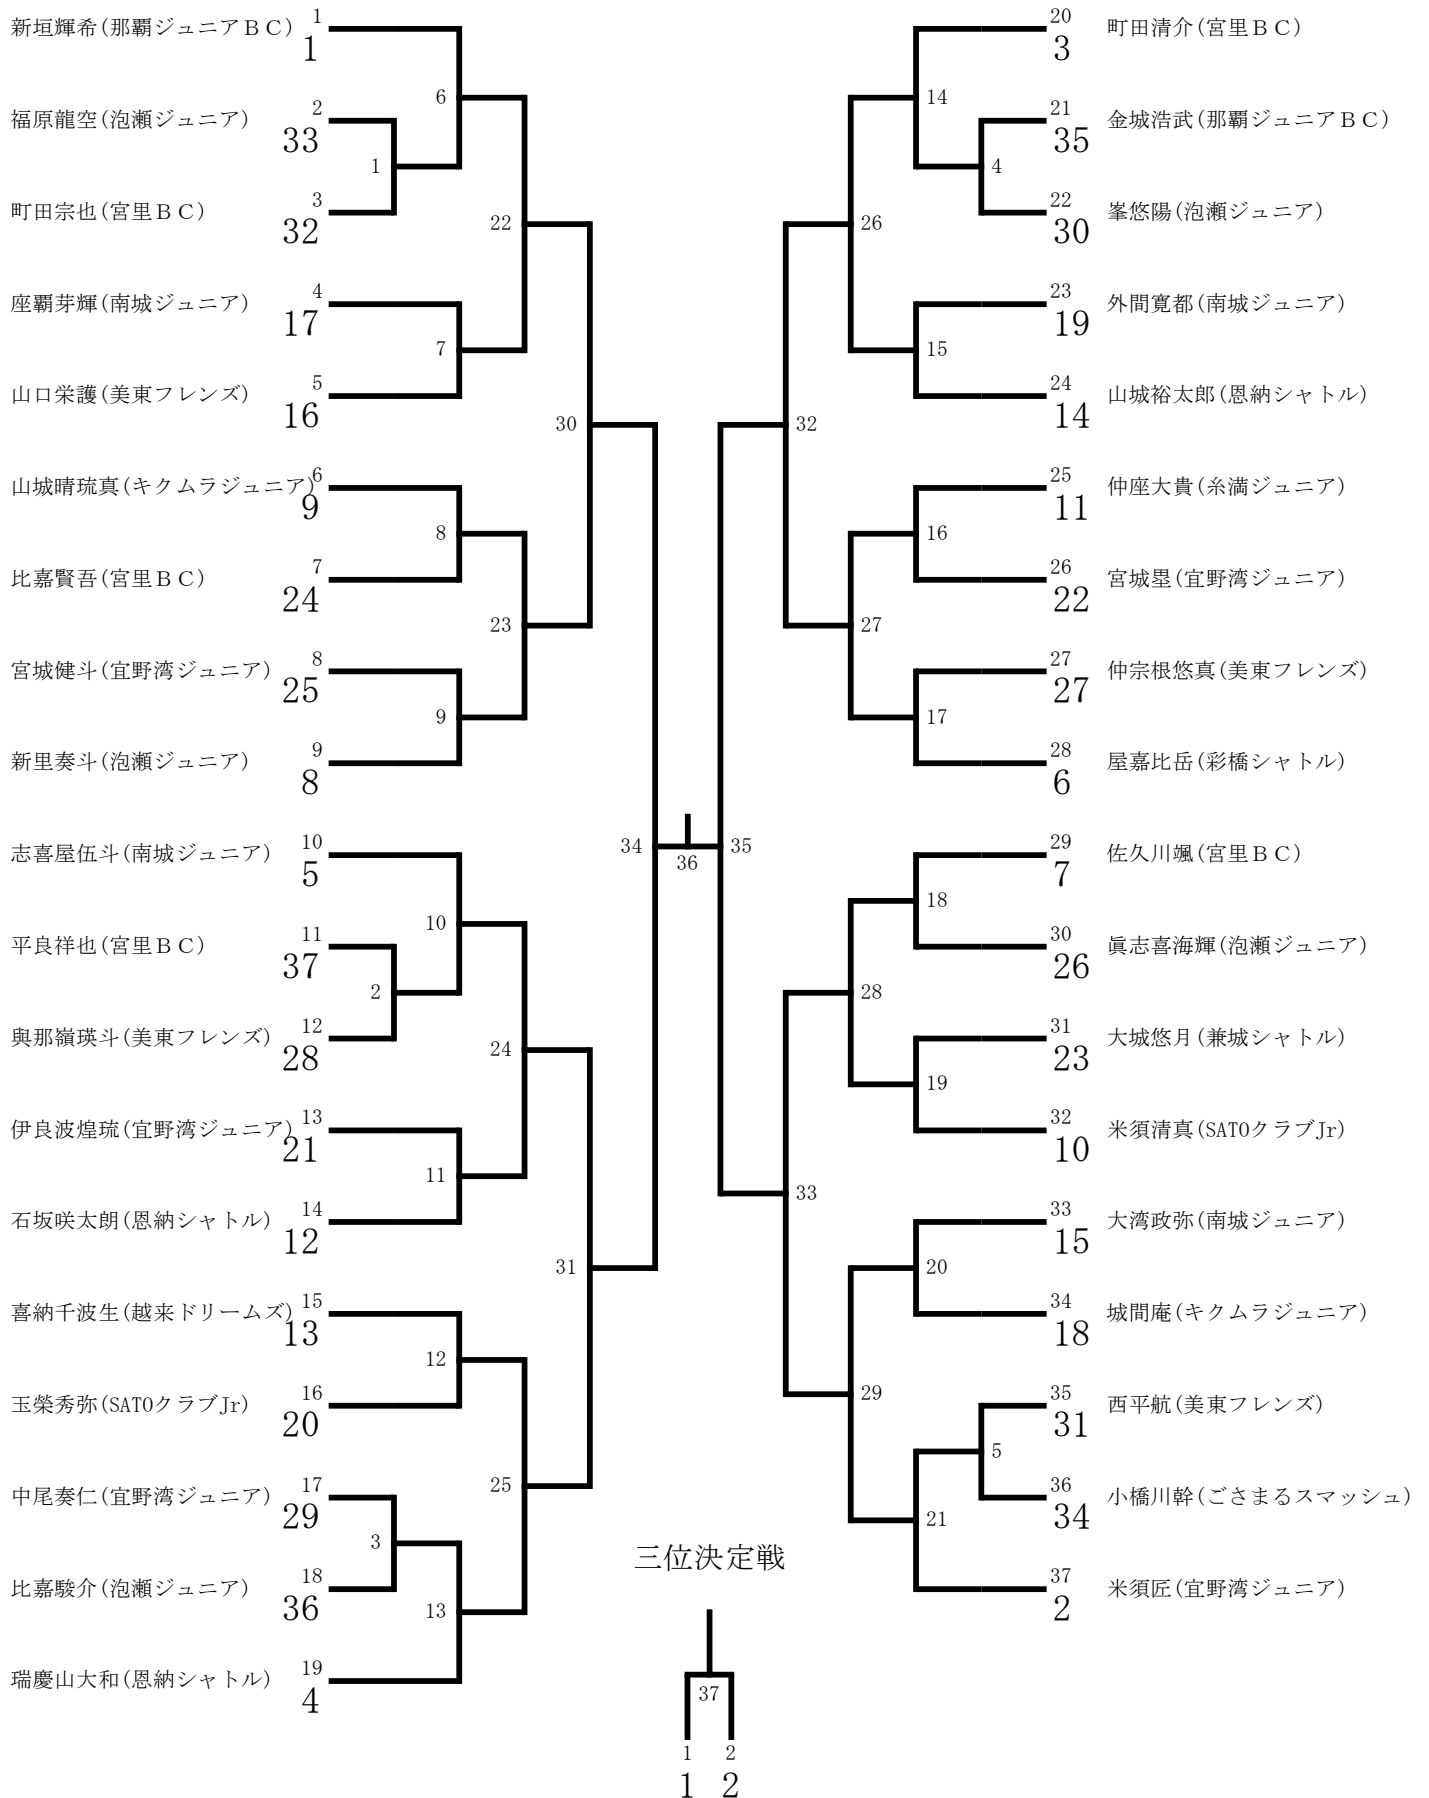 新垣輝希(那覇ジュニアＢＣ) 1
1
福原龍空(泡瀬ジュニア) 2
33
町田宗也(宮里ＢＣ) 3
32
座覇芽輝(南城ジュニア) 4
17
山口栄護(美東フレンズ) 5
16
山城晴琉真(キクムラジュニア) 6
9
比嘉賢吾(宮里ＢＣ) 7
24
宮城健斗(宜野湾ジュニア) 8
25
新里奏斗(泡瀬ジュニア) 9
8
志喜屋伍斗(南城ジュニア) 10
5
平良祥也(宮里ＢＣ) 11
37
與那嶺瑛斗(美東フレンズ) 12
28
伊良波煌琉(宜野湾ジュニア) 13
21
石坂咲太朗(恩納シャトル) 14
12
喜納千波生(越来ドリームズ) 15
13
玉榮秀弥(SATOクラブJr) 16
20
中尾奏仁(宜野湾ジュニア) 17
29
比嘉駿介(泡瀬ジュニア) 18
36
瑞慶山大和(恩納シャトル) 19
4
1
2
3
6
7
8
9
10
11
12
13
22
23
24
25
30
31
34
36
35
32
33
26
27
28
29
14
15
16
17
18
19
20
21
4
5
20 町田清介(宮里ＢＣ)
3
21 金城浩武(那覇ジュニアＢＣ)
35
22 峯悠陽(泡瀬ジュニア)
30
23 外間寛都(南城ジュニア)
19
24 山城裕太郎(恩納シャトル)
14
25 仲座大貴(糸満ジュニア)
11
26 宮城塁(宜野湾ジュニア)
22
27 仲宗根悠真(美東フレンズ)
27
28 屋嘉比岳(彩橋シャトル)
6
29 佐久川颯(宮里ＢＣ)
7
30 眞志喜海輝(泡瀬ジュニア)
26
31 大城悠月(兼城シャトル)
23
32 米須清真(SATOクラブJr)
10
33 大湾政弥(南城ジュニア)
15
34 城間庵(キクムラジュニア)
18
35 西平航(美東フレンズ)
31
36 小橋川幹(ごさまるスマッシュ)
34
37 米須匠(宜野湾ジュニア)
2
三位決定戦
37
1 2
1 2